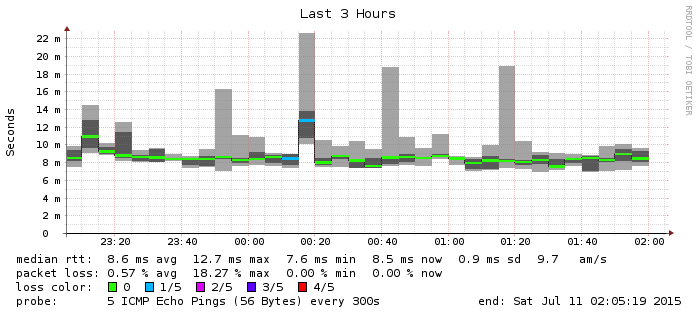 Last 3 Hours
RRDTOOL / TOBI OETIKER
Seconds
22 m
20 m
18 m
16 m
14 m
12 m
10 m
8 m
6 m
4 m
2 m
0
23:20 23:40 00:00 00:20 00:40 01:00 01:20 01:40 02:00
median rtt: 8.6 ms avg 12.7 ms max 7.6 ms min 8.5 ms now 0.9 ms sd 9.7 am/s
packet loss: 0.57 % avg 18.27 % max 0.00 % min 0.00 % now
loss color: 0 1/5 2/5 3/5 4/5
probe: 5 ICMP Echo Pings (56 Bytes) every 300s end: Sat Jul 11 02:05:19 2015